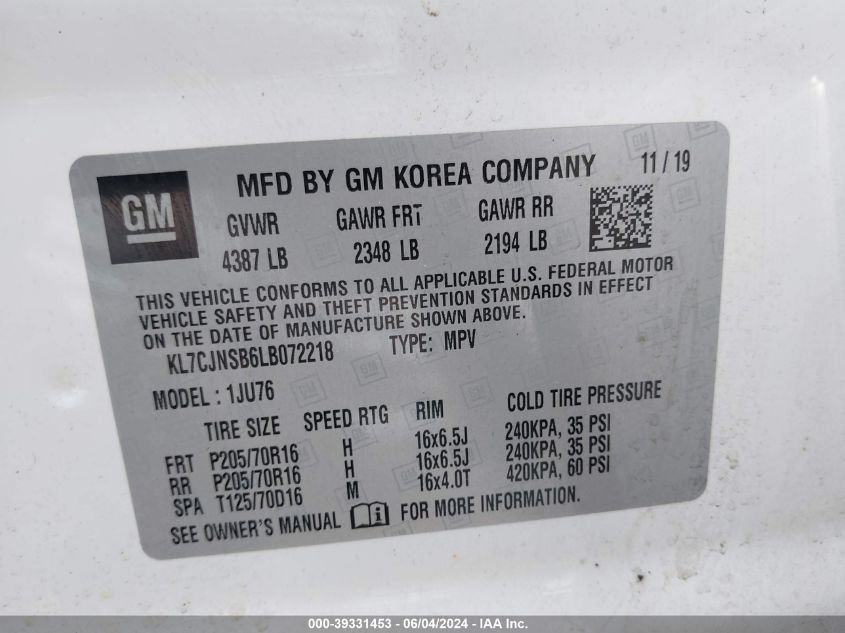 GM
MFD BY GM KOREA COMPANY 11 / 19
GVWR GAWR FRT GAWR RR
4387 LB 2348 LB 2194 LB
THIS VEHICLE CONFORMS TO ALL APPLICABLE U.S. FEDERAL MOTOR
VEHICLE SAFETY AND THEFT PREVENTION STANDARDS IN EFFECT
ON THE DATE OF MANUFACTURE SHOWN ABOVE.
KL7CJNSB6LB072218 TYPE: MPV
MODEL : 1JU76
TIRE SIZE SPEED RTG RIM COLD TIRE PRESSURE
FRT P205/70R16 H 16x6.5J 240KPA, 35 PSI
RR P205/70R16 H 16x6.5J 240KPA, 35 PSI
SPA T125/70D16 M 16x4.0T 420KPA, 60 PSI
SEE OWNER'S MANUAL FOR MORE INFORMATION.
000-39331453 - 06/04/2024 - IAA Inc.